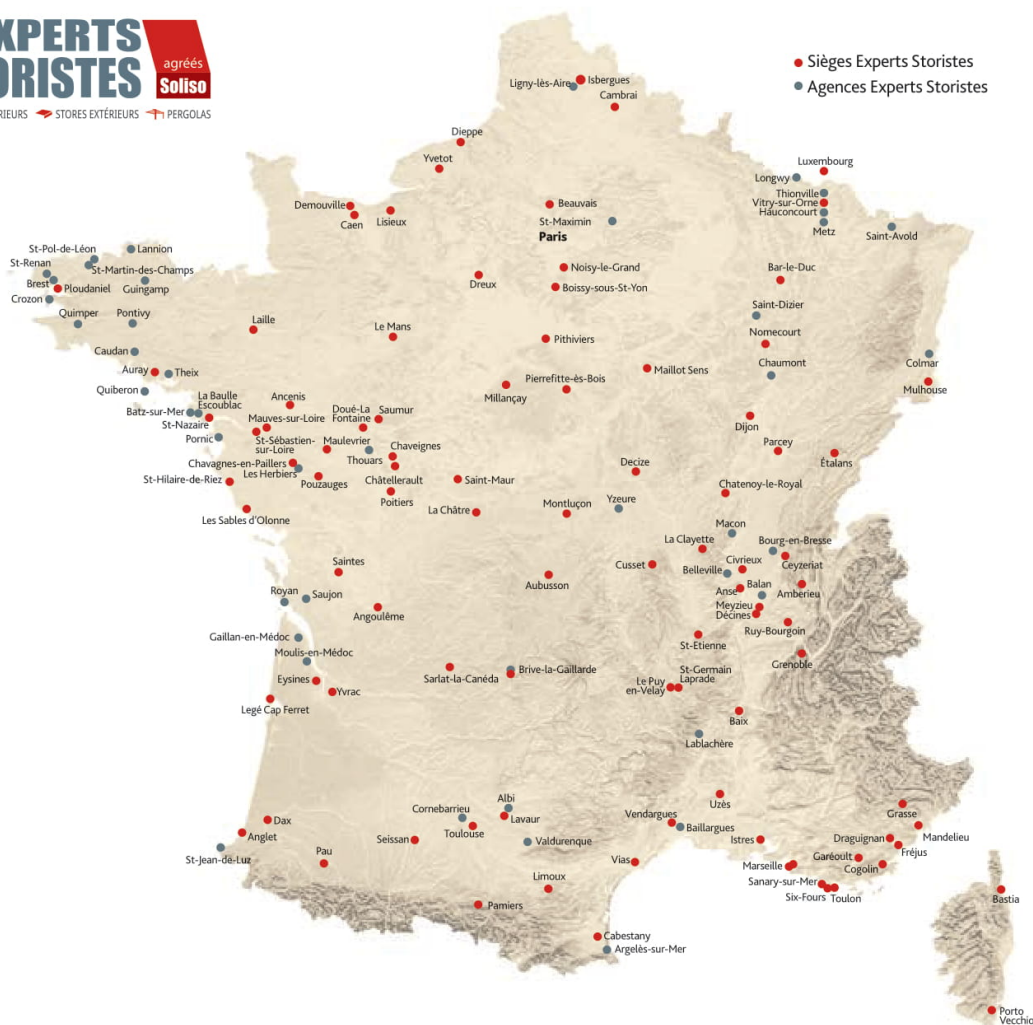 XPERTS
ORISTES
agréés
Soliso
RIEURS STORES EXTÉRIEURS PERGOLAS
Sièges Experts Storistes
Agences Experts Storistes
Ligny-lès-Aire
Isbergues
Cambrai
Dieppe
Yvetot
Luxembourg
Longwy
Thionville
Vitry-sur-Orne
Hauconcourt
Metz
Saint-Avold
Demouville
Caen
Lisieux
Beauvais
St-Maximin
Paris
St-Pol-de-Léon
Lannion
St-Renan
St-Martin-des-Champs
Brest
Ploudaniel
Guingamp
Crozon
Noisy-le-Grand
Bar-le-Duc
Dreux
Boissy-sous-St-Yon
Saint-Dizier
Quimper
Pontivy
Laille
Le Mans
Pithiviers
Nomecourt
Caudan
Chaumont
Colmar
Auray
Theix
Maillot Sens
Mulhouse
Quiberon
Pierrefitte-ès-Bois
Millançay
La Baulle
Escoublac
Ancenis
Batz-sur-Mer
St-Nazaire
Mauves-sur-Loire
Doué-La
Fontaine
Saumur
Dijon
Pornic
St-Sébastien-
sur-Loire
Maulevrier
Chaveignes
Parcey
Étalans
Chavagnes-en-Paillers
Les Herbiers
Thouars
Decize
St-Hilaire-de-Riez
Pouzauges
Châtellerault
Saint-Maur
Chatenoy-le-Royal
Poitiers
Montluçon
Yzeure
Les Sables d'Olonne
La Châtre
Macon
La Clayette
Bourg-en-Bresse
Saintes
Cusset
Civrieux
Ceyzeriat
Belleville
Aubusson
Balan
Royan
Saujon
Anse
Amberieu
Angoulême
Meyzieu
Décines
Ruy-Bourgoin
Gaillan-en-Médoc
St-Etienne
Moulis-en-Médoc
Grenoble
Eysines
Sarlat-la-Canéda
Brive-la-Gaillarde
St-Germain
Laprade
Le Puy
en-Velay
Yvrac
Legé Cap Ferret
Baix
Lablachère
Uzès
Albi
Cornebarrieu
Lavaur
Vendargues
Baillargues
Grasse
Dax
Toulouse
Mandelieu
Anglet
Seissan
Valdurenque
Istres
Draguignan
Fréjus
St-Jean-de-Luz
Pau
Vias
Marseille
Garéoult
Cogolin
Limoux
Sanary-sur-Mer
Six-Fours
Toulon
Bastia
Pamiers
Cabestany
Argelès-sur-Mer
Porto
Vecchio